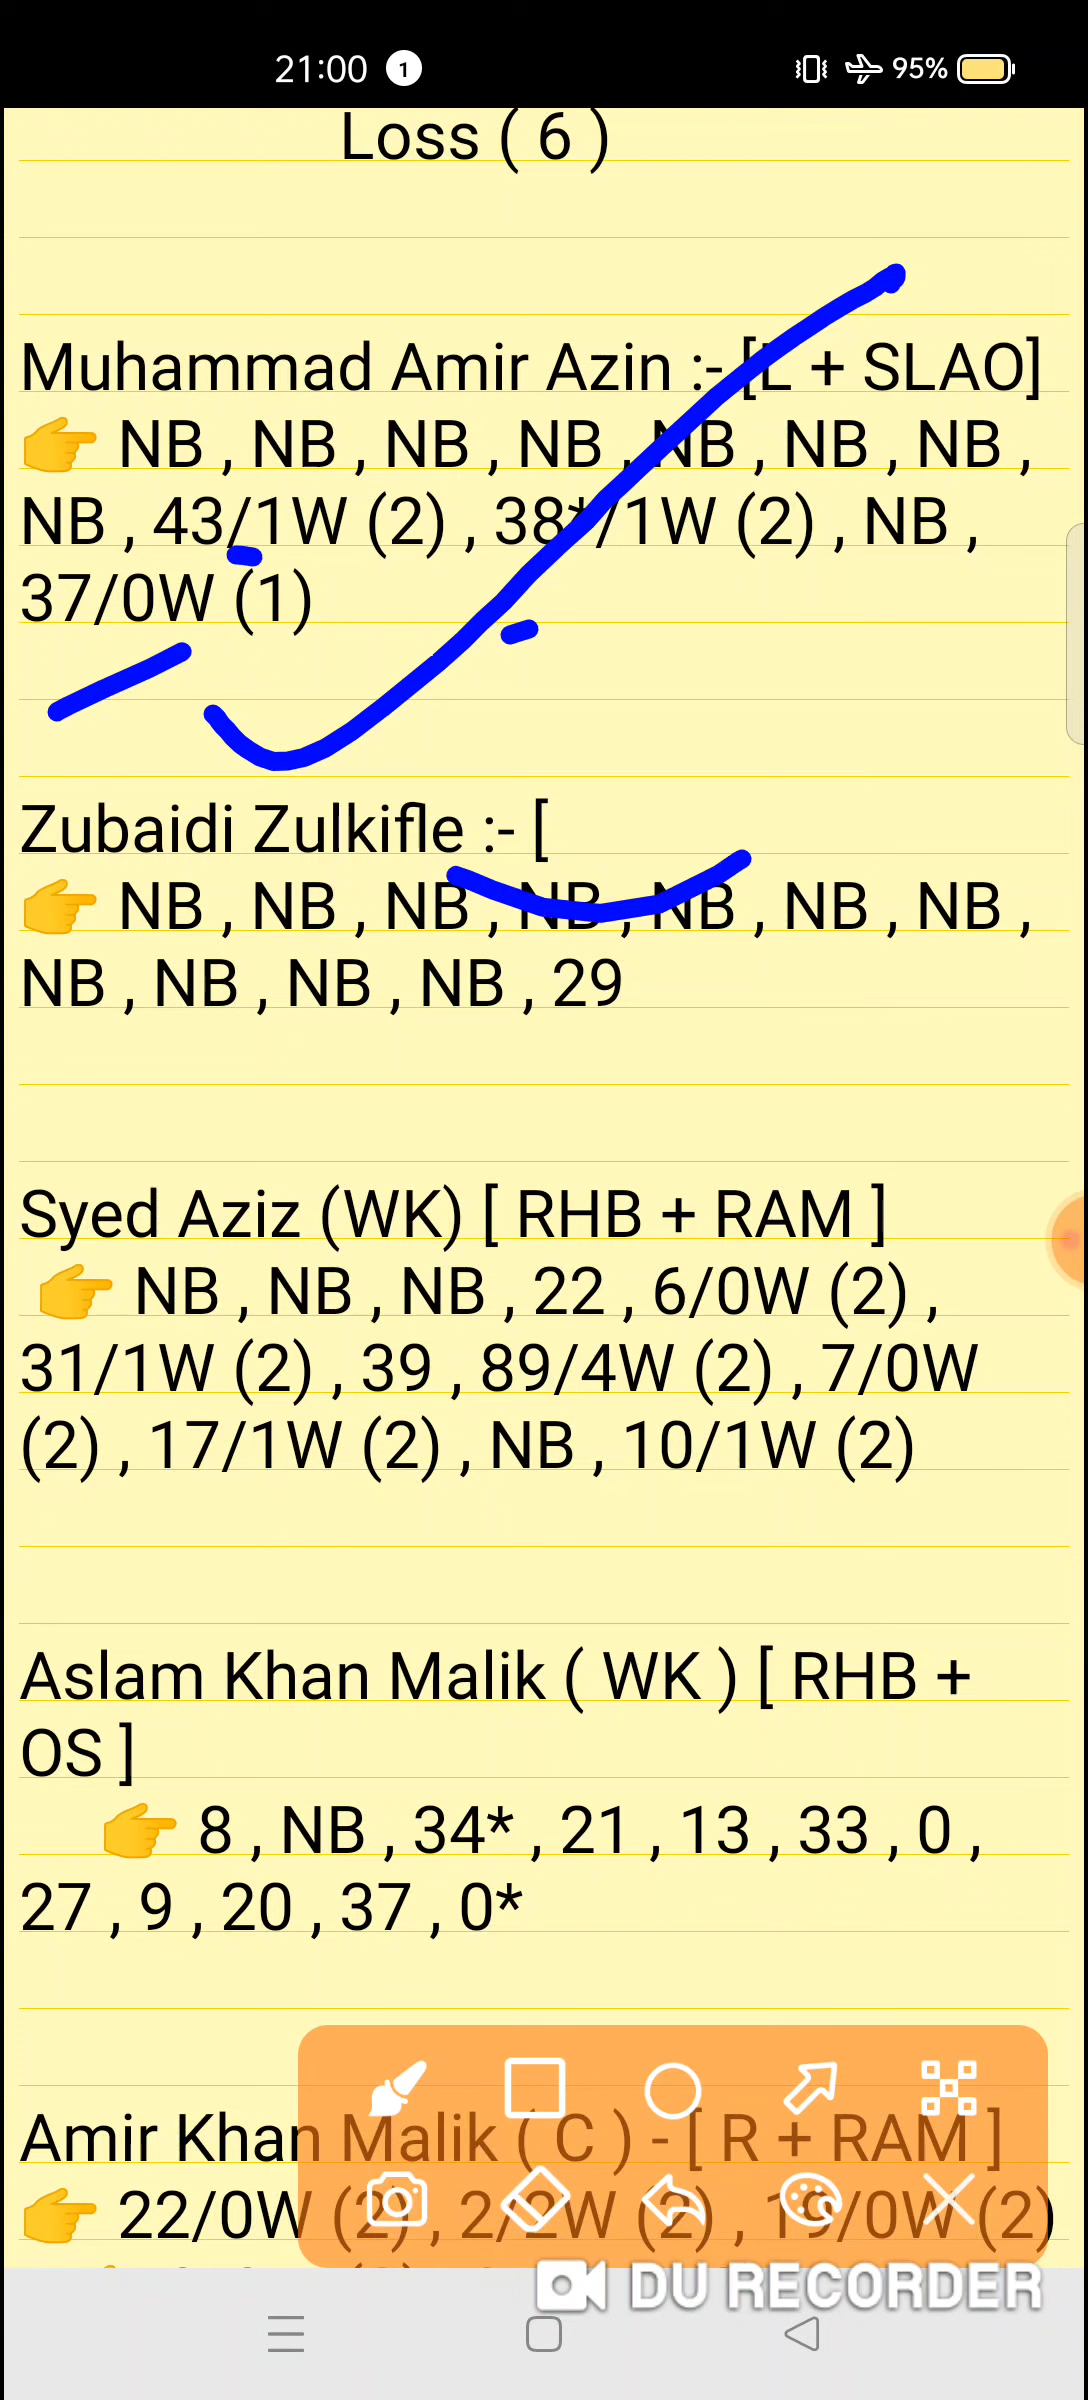 21:00 1 95%
Loss ( 6 )
Muhammad Amir Azin :- [L + SLAO]
👉 NB , NB , NB , NB , NB , NB , NB ,
NB , 43/1W (2) , 38*/1W (2) , NB ,
37/0W (1)
Zubaidi Zulkifle :- [
👉 NB , NB , NB , NB , NB , NB , NB ,
NB , NB , NB , NB , 29
Syed Aziz (WK) [ RHB + RAM ]
👉 NB , NB , NB , 22 , 6/0W (2) ,
31/1W (2) , 39 , 89/4W (2) , 7/0W
(2) , 17/1W (2) , NB , 10/1W (2)
Aslam Khan Malik ( WK ) [ RHB +
OS ]
👉 8 , NB , 34* , 21 , 13 , 33 , 0 ,
27 , 9 , 20 , 37 , 0*
Amir Khan Malik ( C ) - [ R + RAM ]
👉 22/0W (2) , 2/2W (2) , 19/0W (2)
DU RECORDER